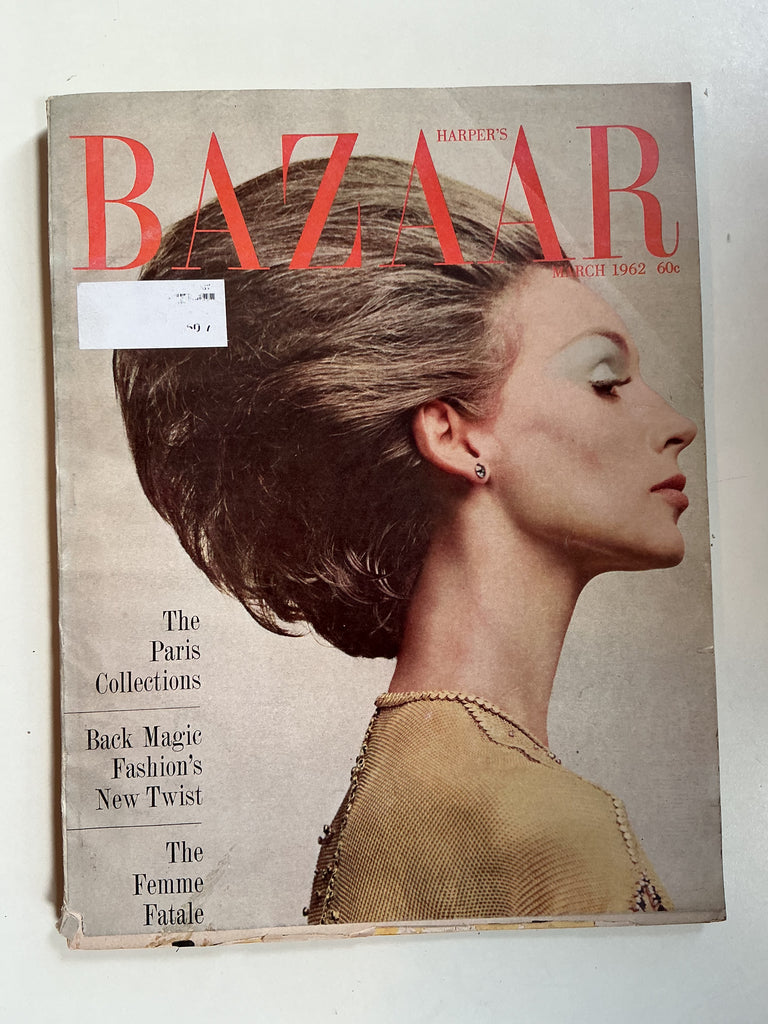 HARPER'S
BAZAAR
MARCH 1962 60c
The
Paris
Collections
Back Magic
Fashion's
New Twist
The
Femme
Fatale